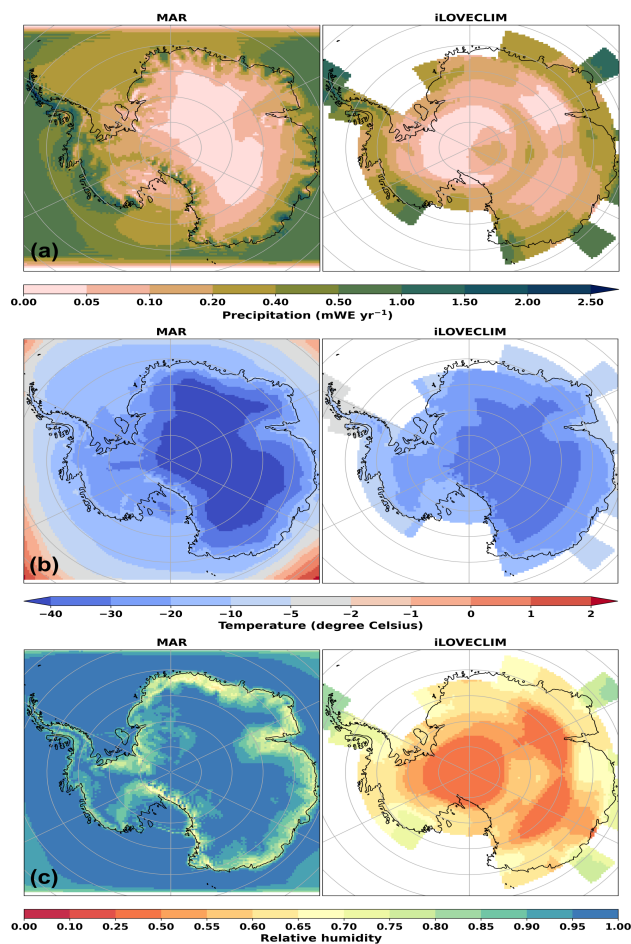 MAR iLOVECLIM
(a)
0.00 0.05 0.10 0.20 0.40 0.50 1.00 1.50 2.00 2.50
Precipitation (mWE yr⁻¹)
MAR iLOVECLIM
(b)
−40 −30 −20 −10 −5 −2 −1 0 1 2
Temperature (degree Celsius)
MAR iLOVECLIM
(c)
0.00 0.10 0.25 0.50 0.55 0.60 0.65 0.70 0.75 0.80 0.85 0.90 0.95 1.00
Relative humidity